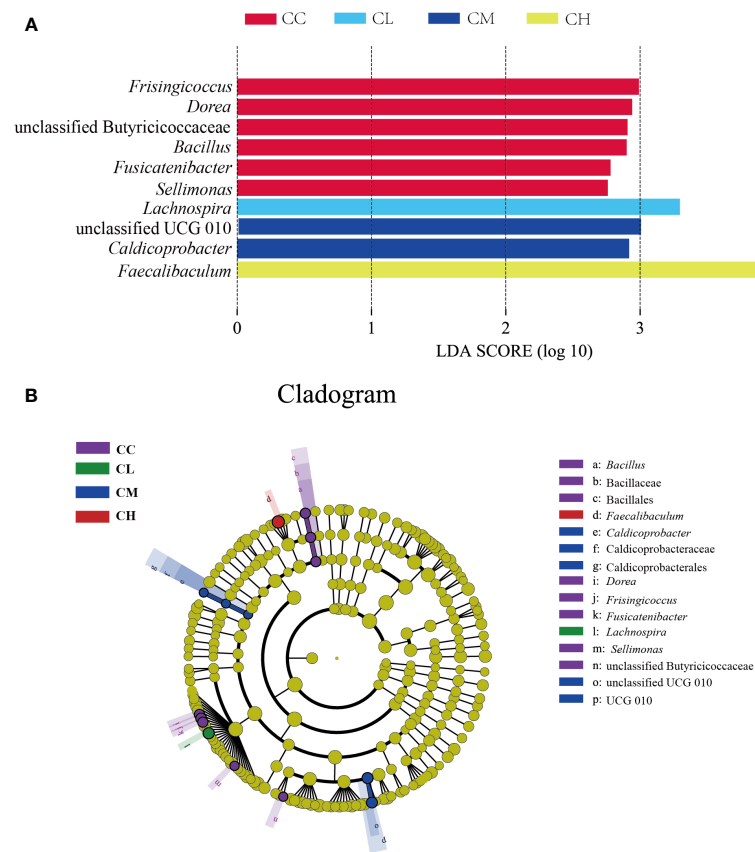 A
CC CL CM CH
Frisingicoccus
Dorea
unclassified Butyricicoccaceae
Bacillus
Fusicatenibacter
Sellimonas
Lachnospira
unclassified UCG 010
Caldicoprobacter
Faecalibaculum
0 1 2 3
LDA SCORE (log 10)
B
Cladogram
CC
CL
CM
CH
a: Bacillus
b: Bacillaceae
c: Bacillales
d: Faecalibaculum
e: Caldicoprobacter
f: Caldicoprobacteraceae
g: Caldicoprobacterales
i: Dorea
j: Frisingicoccus
k: Fusicatenibacter
l: Lachnospira
m: Sellimonas
n: unclassified Butyricicoccaceae
o: unclassified UCG 010
p: UCG 010
c
b
a
d
g
f
e
l
m
n
o
p